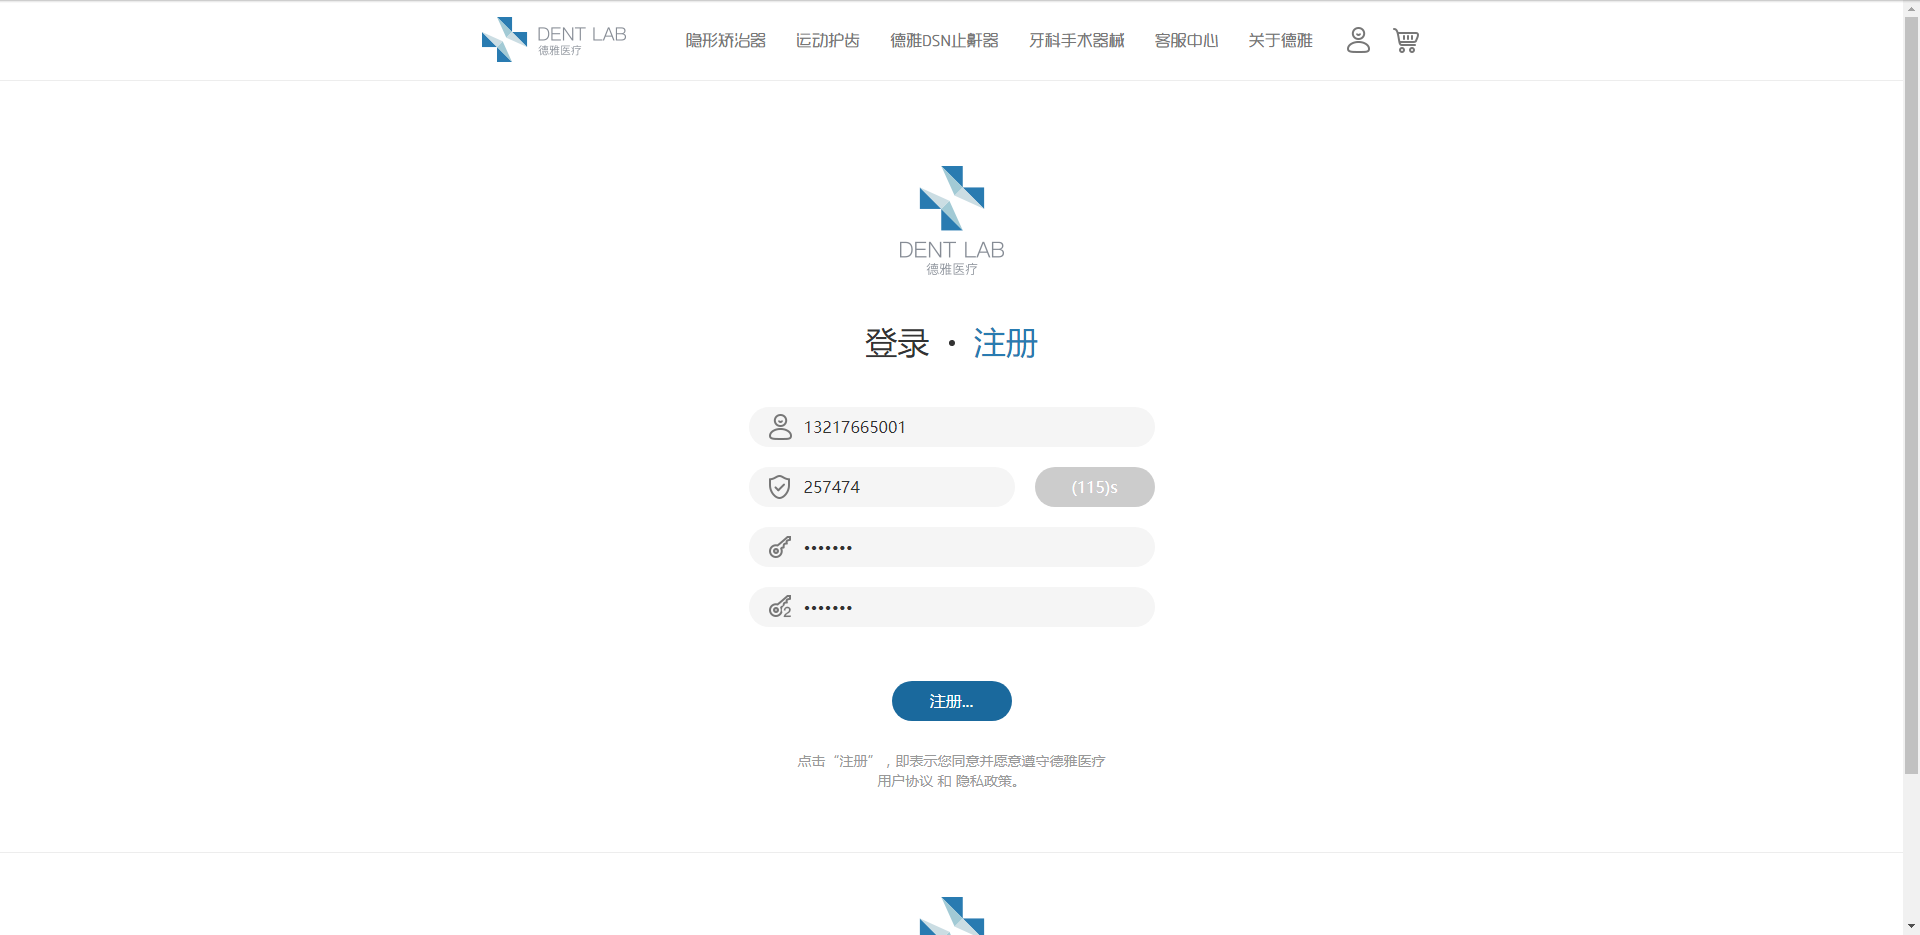 DENT LAB
德雅医疗
隐形矫治器 运动护齿 德雅DSN止鼾器 牙科手术器械 客服中心 关于德雅
DENT LAB
德雅医疗
登录 · 注册
13217665001
257474 (115)s
•••••••
2 •••••••
注册...
点击“注册”，即表示您同意并愿意遵守德雅医疗
用户协议 和 隐私政策。